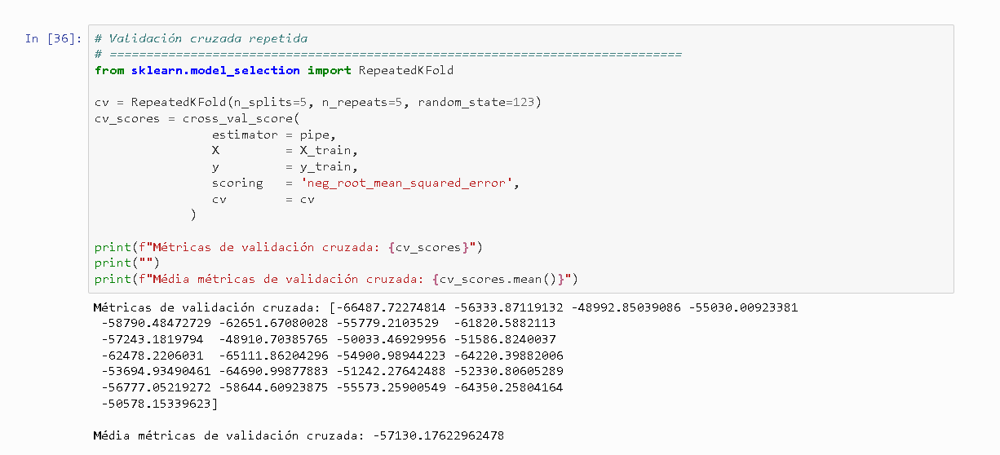 In [36]: # Validación cruzada repetida
# ==============================================================================
from sklearn.model_selection import RepeatedKFold
cv = RepeatedKFold(n_splits=5, n_repeats=5, random_state=123)
cv_scores = cross_val_score(
estimator = pipe,
X = X_train,
y = y_train,
scoring = 'neg_root_mean_squared_error',
cv = cv
)
print(f"Métricas de validación cruzada: {cv_scores}")
print("")
print(f"Média métricas de validación cruzada: {cv_scores.mean()}")
Métricas de validación cruzada: [-66487.72274814 -56333.87119132 -48992.85039086 -55030.00923381
-58790.48472729 -62651.67080028 -55779.2103529 -61820.5882113
-57243.1819794 -48910.70385765 -50033.46929956 -51586.8240037
-62478.2206031 -65111.86204296 -54900.98944223 -64220.39882006
-53694.93490461 -64690.99877883 -51242.27642488 -52330.80605289
-56777.05219272 -58644.60923875 -55573.25900549 -64350.25804164
-50578.15339623]
Média métricas de validación cruzada: -57130.17622962478